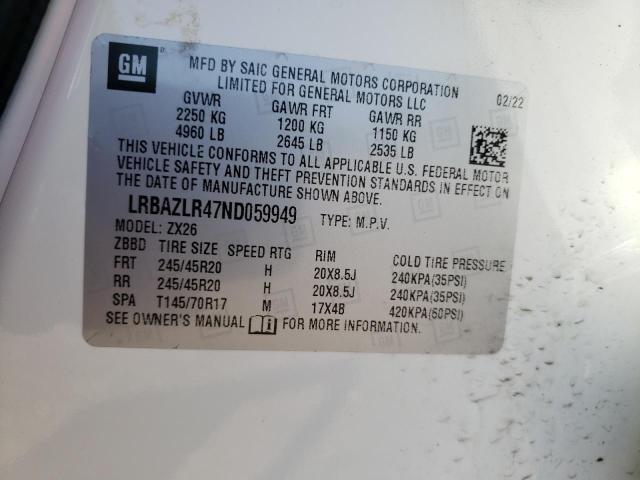 GM
MFD BY SAIC GENERAL MOTORS CORPORATION
LIMITED FOR GENERAL MOTORS LLC
02/22
GVWR GAWR FRT GAWR RR
2250 KG 1200 KG 1150 KG
4960 LB 2645 LB 2535 LB
THIS VEHICLE CONFORMS TO ALL APPLICABLE U.S. FEDERAL MOTOR
VEHICLE SAFETY AND THEFT PREVENTION STANDARDS IN EFFECT ON
THE DATE OF MANUFACTURE SHOWN ABOVE.
LRBAZLR47ND059949 TYPE: M.P.V.
MODEL: ZX26
ZBBD TIRE SIZE SPEED RTG RIM COLD TIRE PRESSURE
FRT 245/45R20 H 20X8.5J 240KPA(35PSI)
RR 245/45R20 H 20X8.5J 240KPA(35PSI)
SPA T145/70R17 M 17X4B 420KPA(60PSI)
SEE OWNER'S MANUAL FOR MORE INFORMATION.